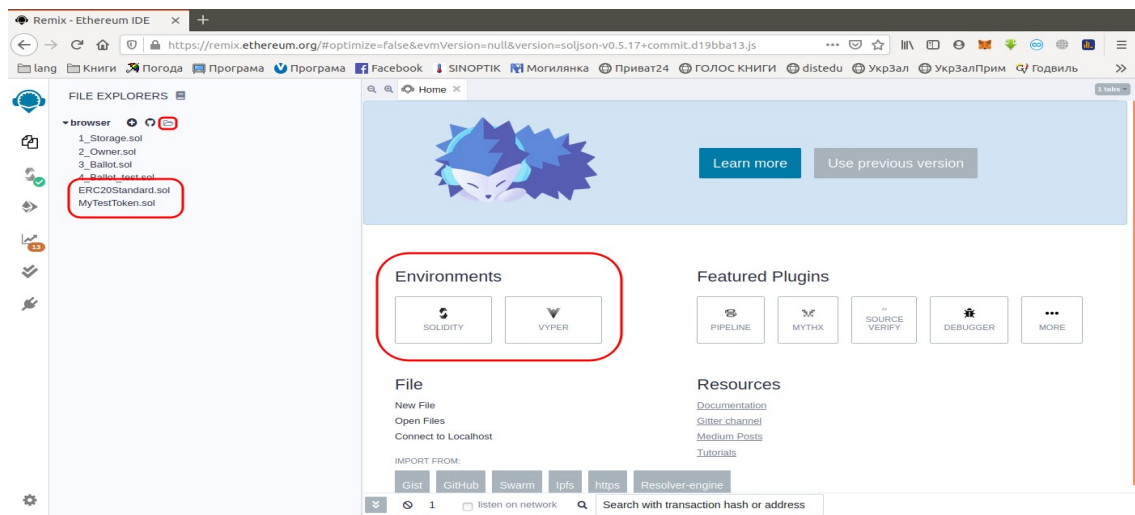 Remix - Ethereum IDE
https://remix.ethereum.org/#optimize=false&evmVersion=null&version=soljson-v0.5.17+commit.d19bba13.js
lang Книги Погода Програма Програма Facebook SINOPTIK Могилянка Приват24 ГОЛОС КНИГИ distedu УкрЗал УкрЗалПрим Годвиль
FILE EXPLORERS
Home
1 tabs
browser
1_Storage.sol
2_Owner.sol
3_Ballot.sol
4_Ballot_test.sol
ERC20Standard.sol
MyTestToken.sol
13
Learn more Use previous version
Environments
SOLIDITY VYPER
Featured Plugins
PIPELINE MYTHX SOURCE VERIFY DEBUGGER MORE
File
New File
Open Files
Connect to Localhost
IMPORT FROM:
Gist GitHub Swarm Ipfs https Resolver-engine
Resources
Documentation
Gitter channel
Medium Posts
Tutorials
1 listen on network Search with transaction hash or address